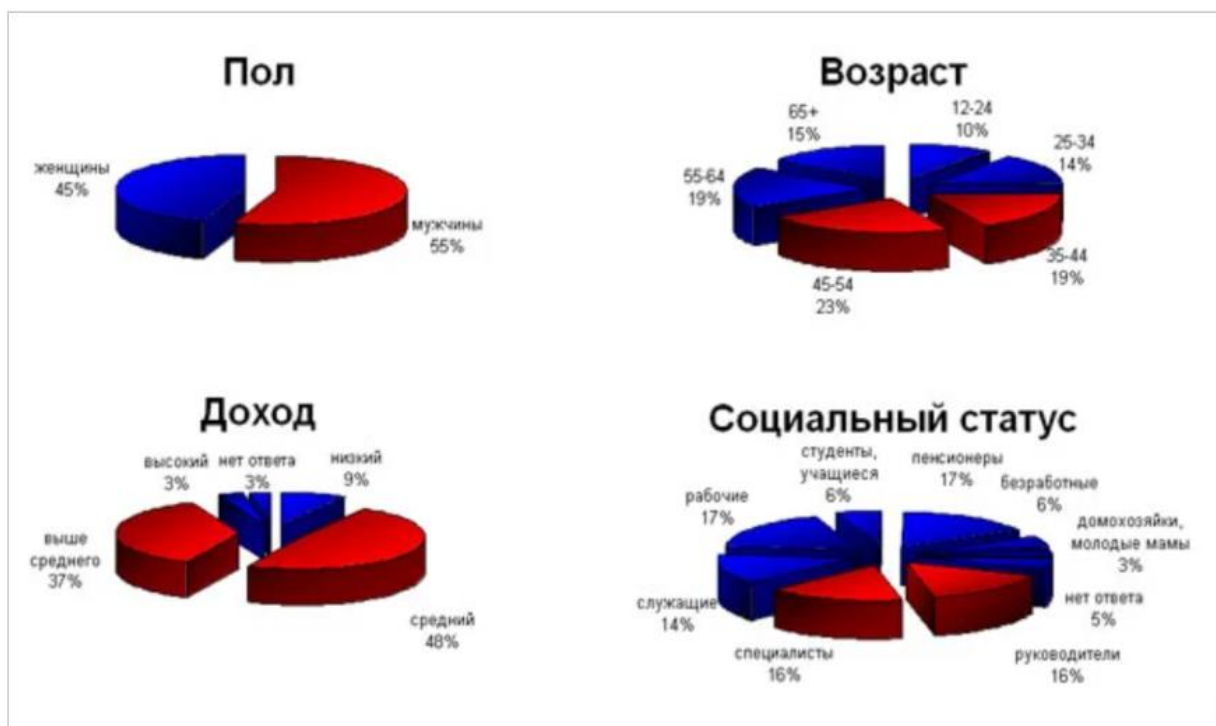 Пол
женщины
45%
мужчины
55%
Возраст
65+
15%
12-24
10%
25-34
14%
55-64
19%
35-44
19%
45-54
23%
Доход
высокий
3%
нет ответа
3%
низкий
9%
выше
среднего
37%
средний
48%
Социальный статус
студенты,
учащиеся
6%
пенсионеры
17%
безработные
6%
рабочие
17%
домохозяйки,
молодые мамы
3%
служащие
14%
нет ответа
5%
специалисты
16%
руководители
16%